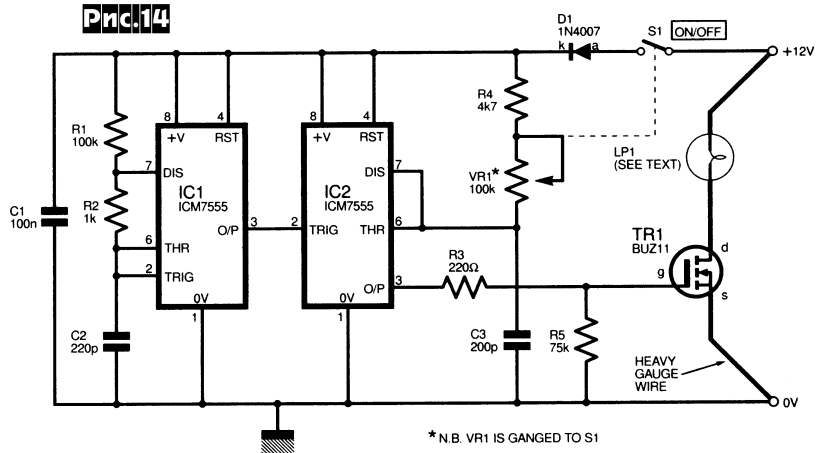 Рис.14
D1
1N4007
k
a
S1
ON/OFF
+12V
R1
100k
R2
1k
C1
100n
C2
220p
8
4
+V
RST
7
DIS
IC1
ICM7555
O/P
3
6
THR
2
TRIG
0V
1
8
4
+V
RST
DIS
7
IC2
ICM7555
2
TRIG
THR
6
O/P
3
0V
1
R4
4k7
VR1*
100k
R3
220Ω
C3
200p
R5
75k
LP1
(SEE TEXT)
TR1
BUZ11
d
g
s
HEAVY
GAUGE
WIRE
0V
* N.B. VR1 IS GANGED TO S1